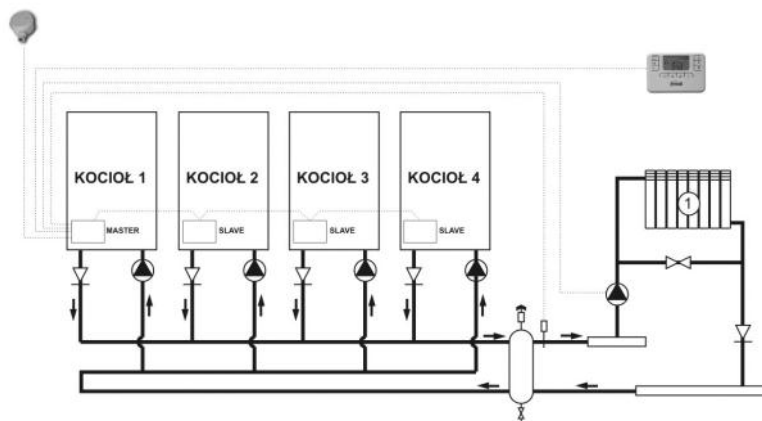 KOCIOŁ 1
KOCIOŁ 2
KOCIOŁ 3
KOCIOŁ 4
MASTER
SLAVE
SLAVE
SLAVE
1